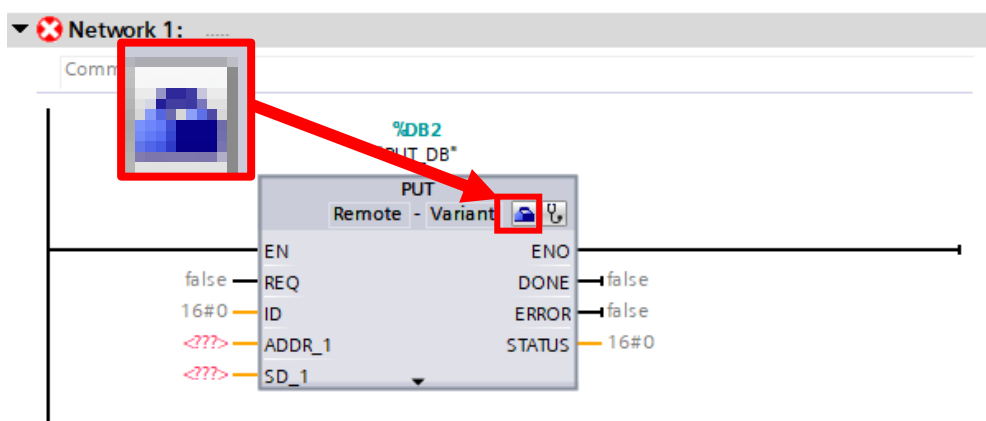 Network 1: .....
Comm
%DB2
PUT_DB"
PUT
Remote - Variant
EN ENO
false REQ DONE false
16#0 ID ERROR false
<???> ADDR_1 STATUS 16#0
<???> SD_1